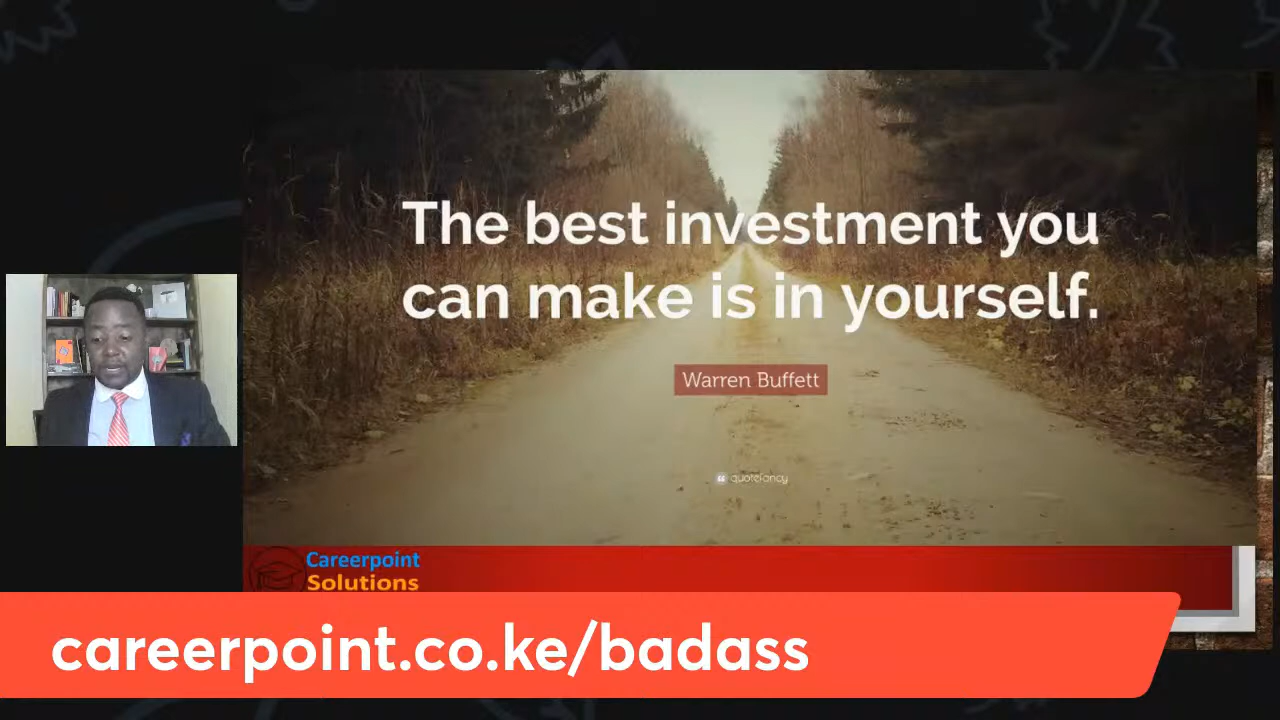 The best investment you
can make is in yourself.
Warren Buffett
quotefancy
Careerpoint
Solutions
careerpoint.co.ke/badass